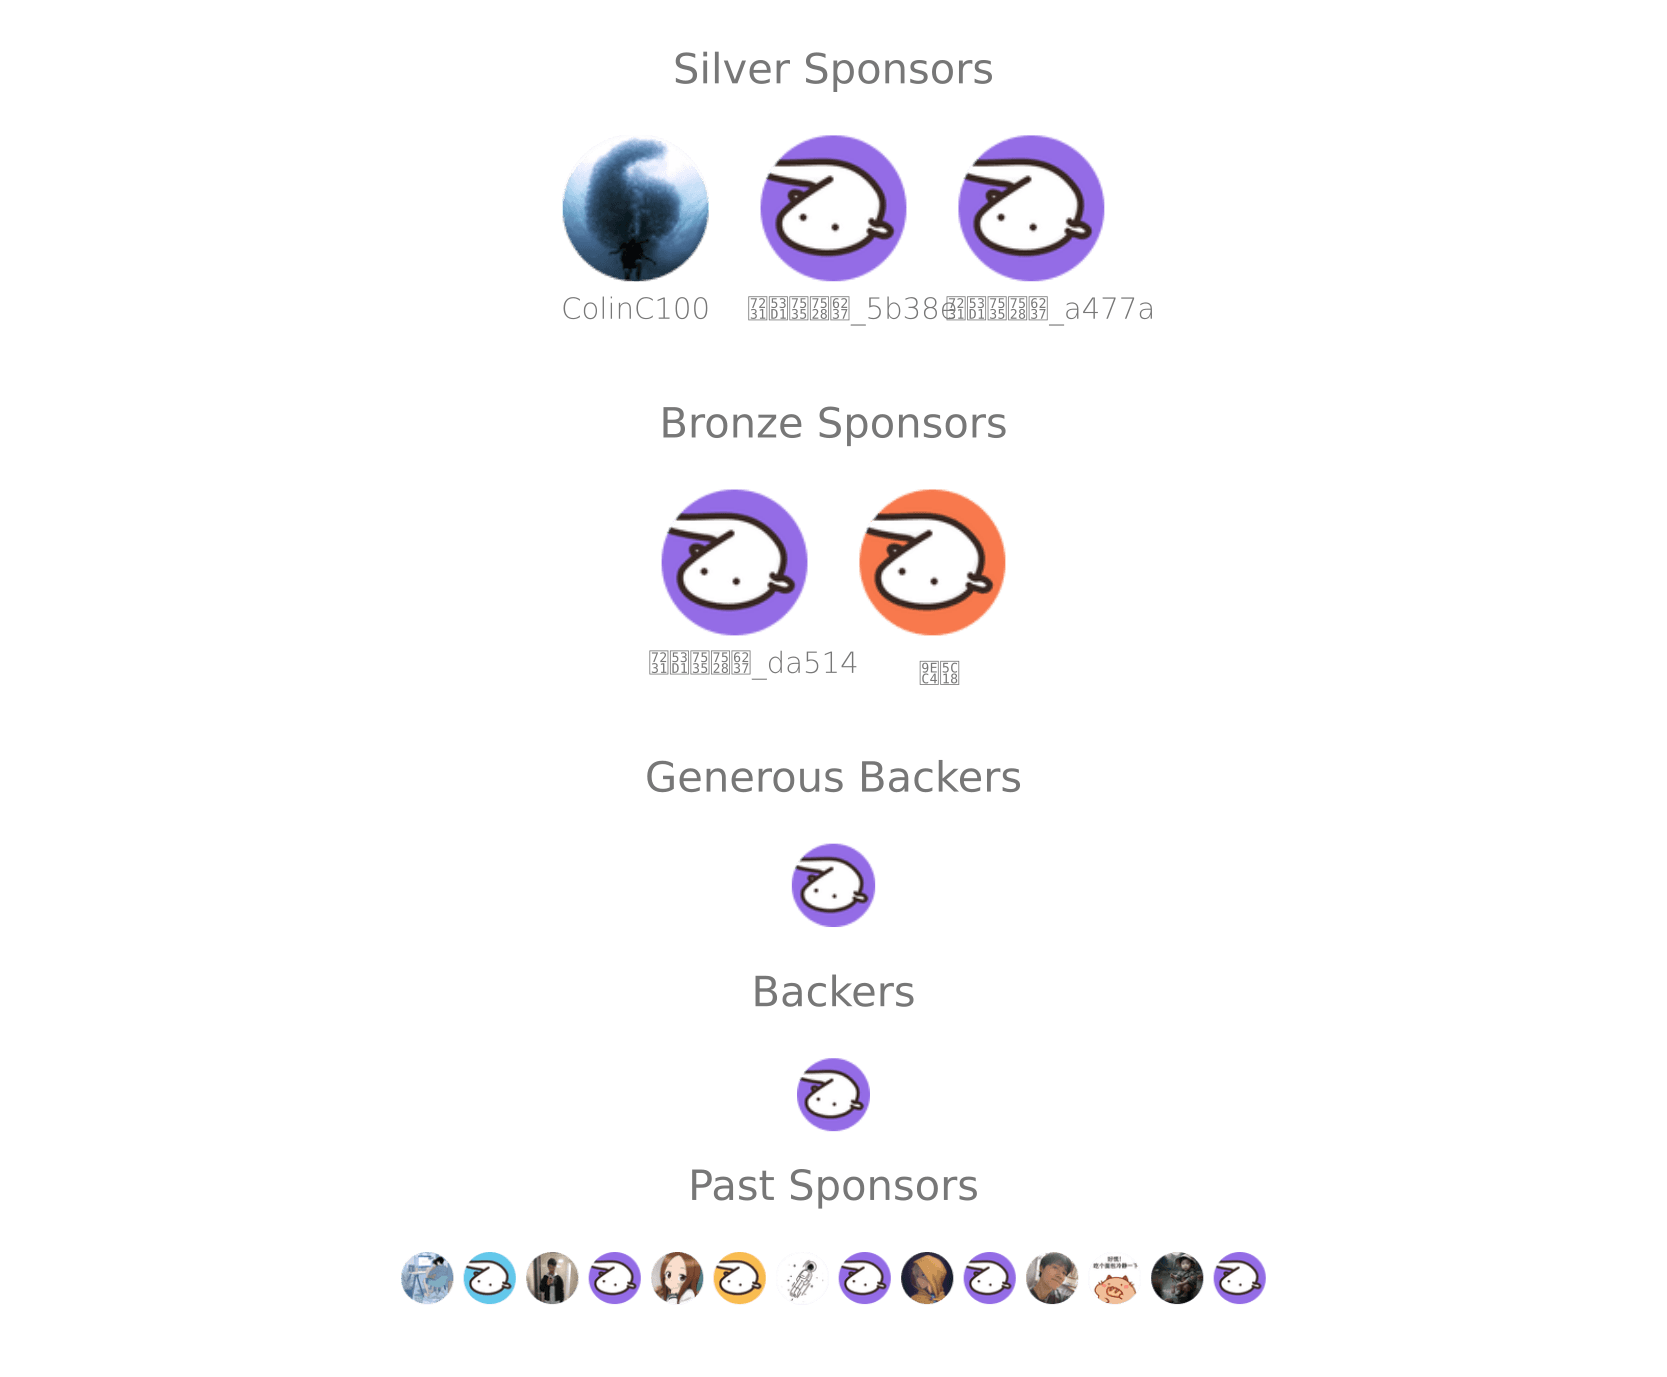 Silver Sponsors
ColinC100
_5b38e
_a477a
Bronze Sponsors
_da514
Generous Backers
Backers
Past Sponsors